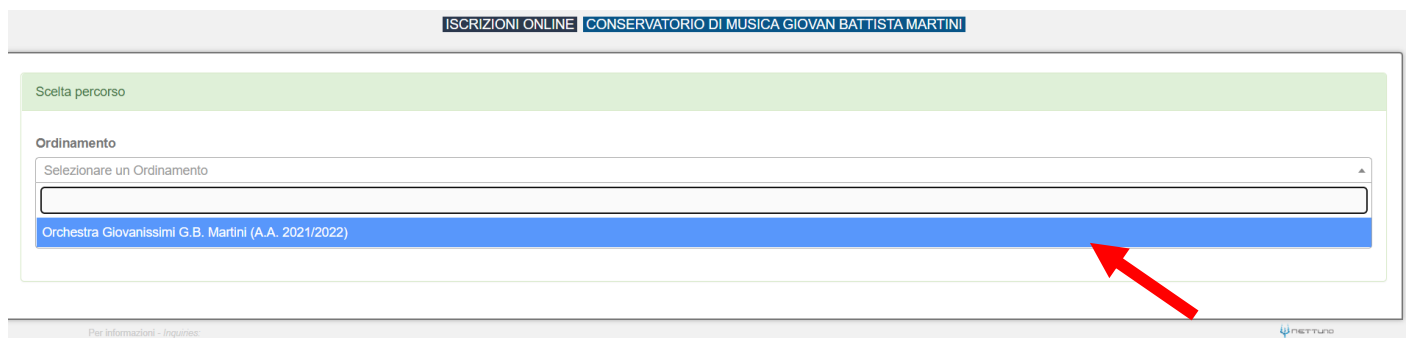 ISCRIZIONI ONLINE CONSERVATORIO DI MUSICA GIOVAN BATTISTA MARTINI
Scelta percorso
Ordinamento
Selezionare un Ordinamento
Orchestra Giovanissimi G.B. Martini (A.A. 2021/2022)
Per informazioni - Inquiries: nettuno